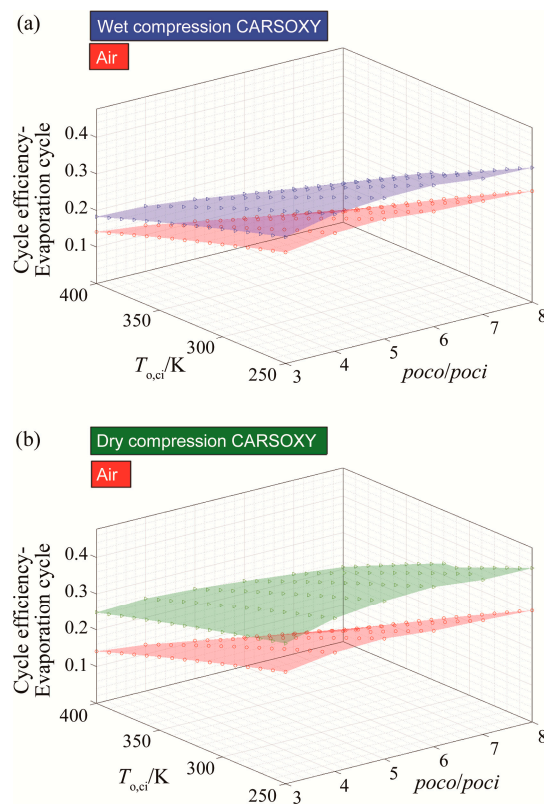 (a)
Wet compression CARSOXY
Air
Cycle efficiency-
Evaporation cycle
0.4
0.3
0.2
0.1
400
350
300
250
T₀,ci/K
3
4
5
6
7
8
poco/poci
(b)
Dry compression CARSOXY
Air
Cycle efficiency-
Evaporation cycle
0.4
0.3
0.2
0.1
400
350
300
250
T₀,ci/K
3
4
5
6
7
8
poco/poci